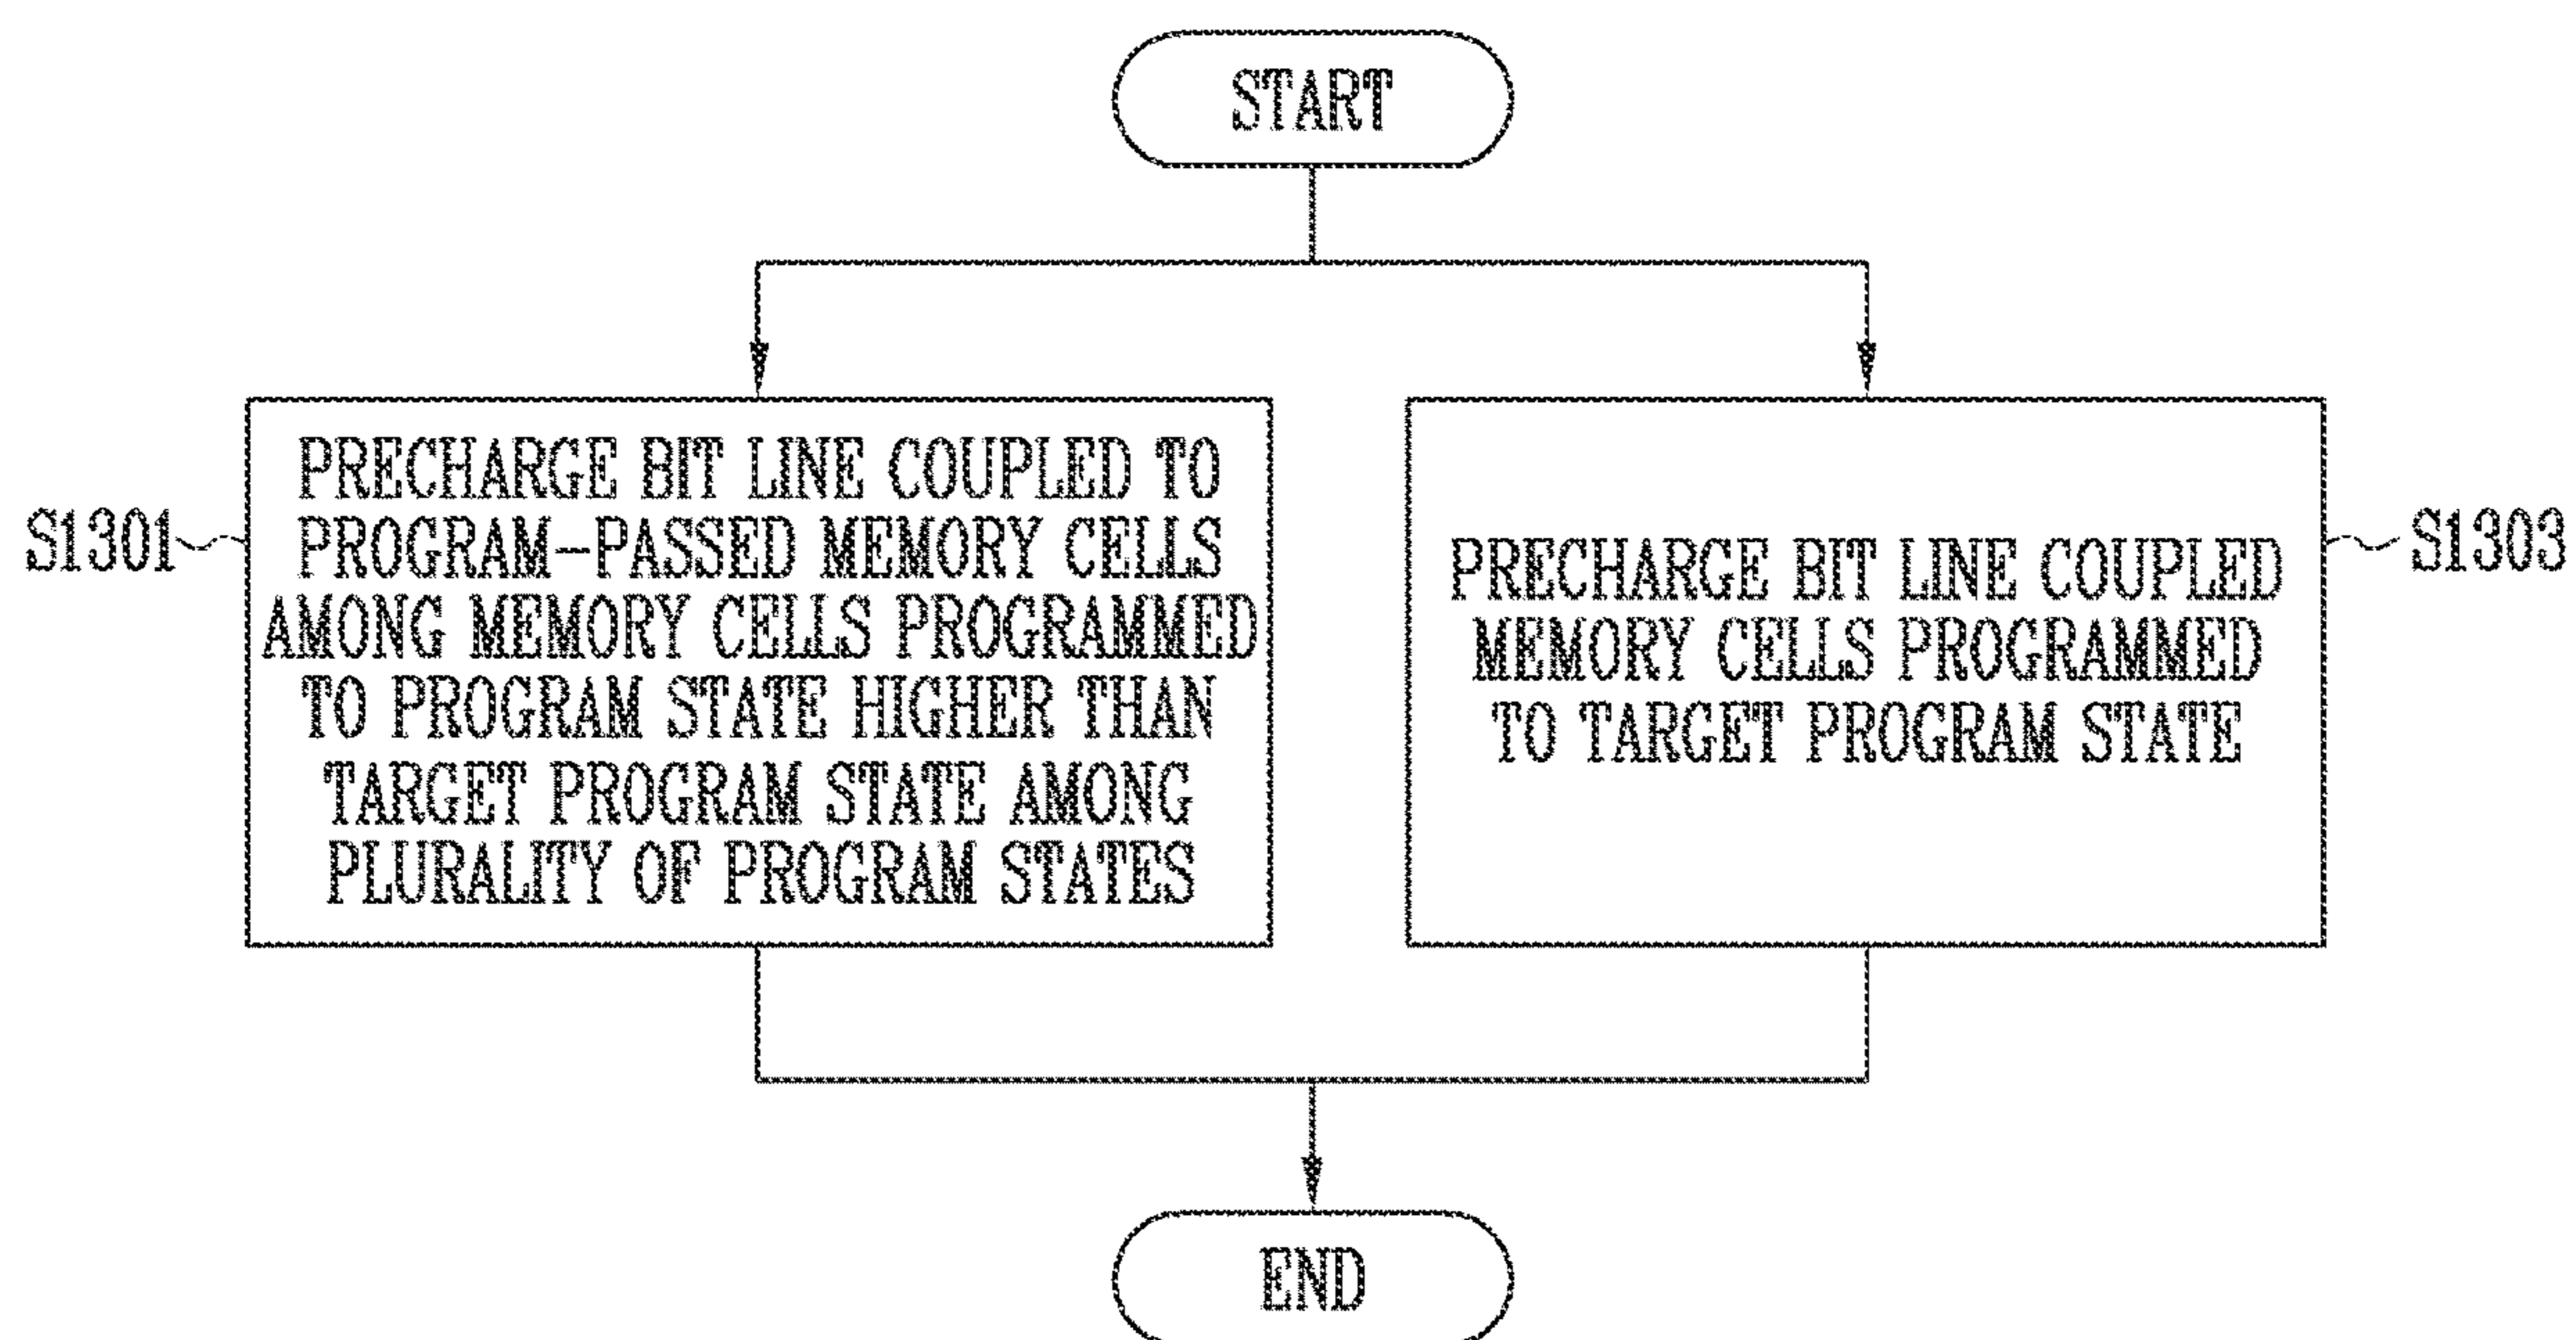 START
S1301
PRECHARGE BIT LINE COUPLED TO
PROGRAM-PASSED MEMORY CELLS
AMONG MEMORY CELLS PROGRAMMED
TO PROGRAM STATE HIGHER THAN
TARGET PROGRAM STATE AMONG
PLURALITY OF PROGRAM STATES
PRECHARGE BIT LINE COUPLED
MEMORY CELLS PROGRAMMED
TO TARGET PROGRAM STATE
S1303
END